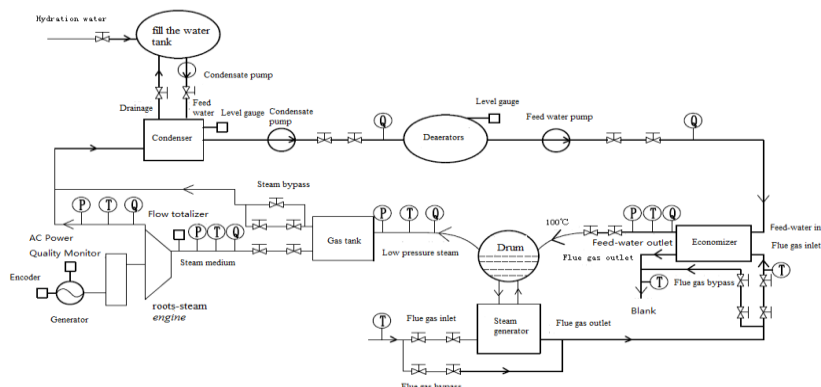 Hydration water
fill the water
tank
Condensate pump
Drainage
Feed
water
Level gauge
Condenser
Condensate
pump
Q
Deaerators
Level gauge
Feed water pump
Q
Steam bypass
P T Q
Flow totalizer
AC Power
Quality Monitor
P T Q
Steam medium
Encoder
Generator
roots-steam
engine
Gas tank
P T Q
Low pressure steam
Drum
100℃
P T Q
Feed-water outlet
Flue gas outlet
Economizer
Feed-water in
Flue gas inlet
T
Flue gas bypass
T
Blank
Steam
generator
T
Flue gas inlet
Flue gas outlet
Flue gas bypass